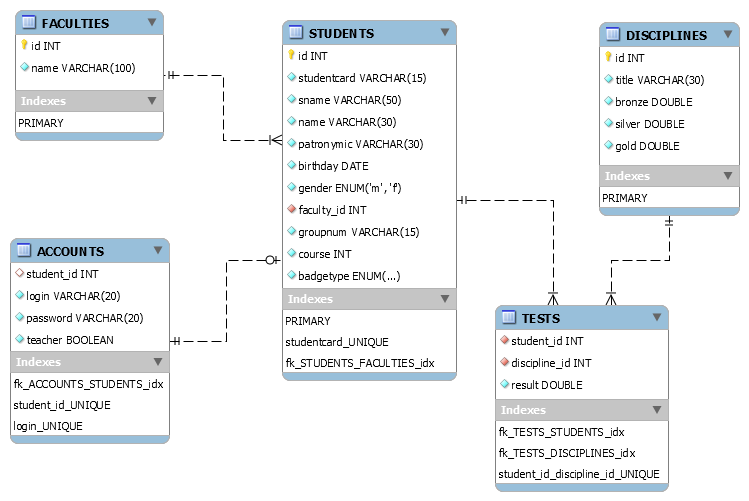 FACULTIES
id INT
name VARCHAR(100)
Indexes
PRIMARY
STUDENTS
id INT
studentcard VARCHAR(15)
sname VARCHAR(50)
name VARCHAR(30)
patronymic VARCHAR(30)
birthday DATE
gender ENUM('m','f')
faculty_id INT
groupnum VARCHAR(15)
course INT
badgetype ENUM(...)
Indexes
PRIMARY
studentcard_UNIQUE
fk_STUDENTS_FACULTIES_idx
DISCIPLINES
id INT
title VARCHAR(30)
bronze DOUBLE
silver DOUBLE
gold DOUBLE
Indexes
PRIMARY
ACCOUNTS
student_id INT
login VARCHAR(20)
password VARCHAR(20)
teacher BOOLEAN
Indexes
fk_ACCOUNTS_STUDENTS_idx
student_id_UNIQUE
login_UNIQUE
TESTS
student_id INT
discipline_id INT
result DOUBLE
Indexes
fk_TESTS_STUDENTS_idx
fk_TESTS_DISCIPLINES_idx
student_id_discipline_id_UNIQUE